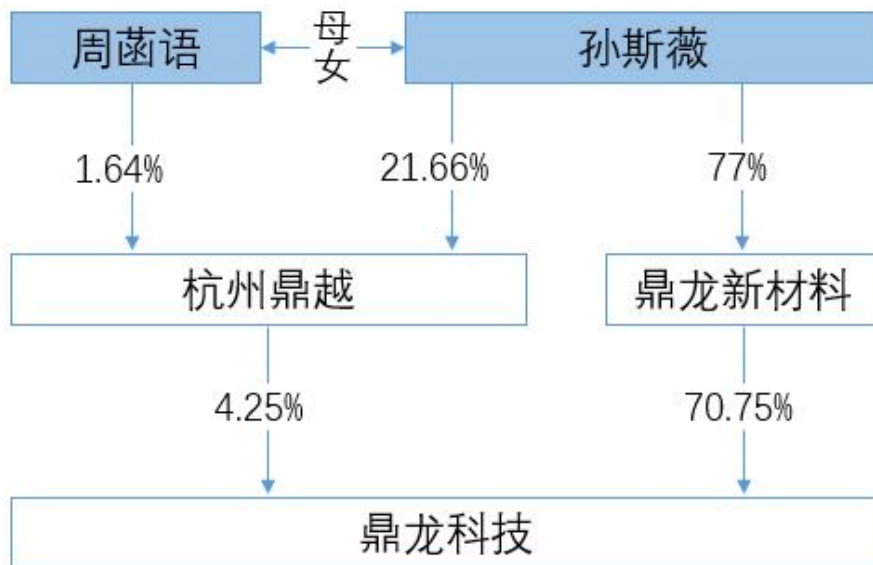 周菡语
母女
孙斯薇
1.64%
21.66%
77%
杭州鼎越
鼎龙新材料
4.25%
70.75%
鼎龙科技